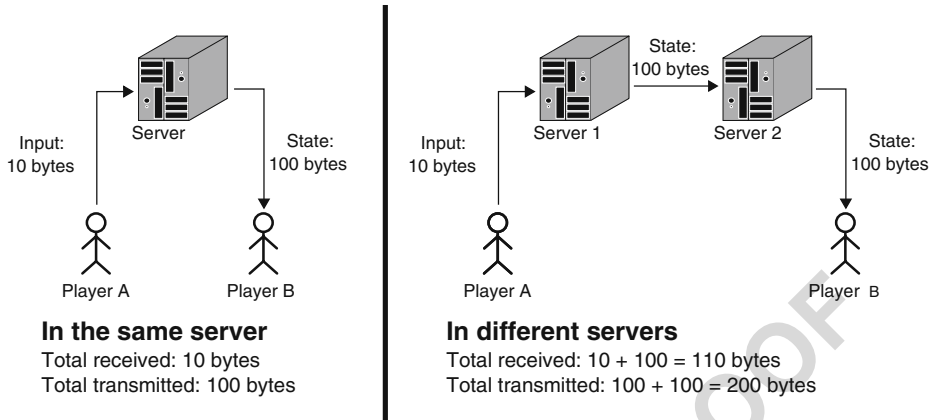 Input:
10 bytes
Server
State:
100 bytes
Player A
Player B
In the same server
Total received: 10 bytes
Total transmitted: 100 bytes
State:
100 bytes
Input:
10 bytes
Server 1
Server 2
State:
100 bytes
Player A
Player B
In different servers
Total received: 10 + 100 = 110 bytes
Total transmitted: 100 + 100 = 200 bytes
OOF